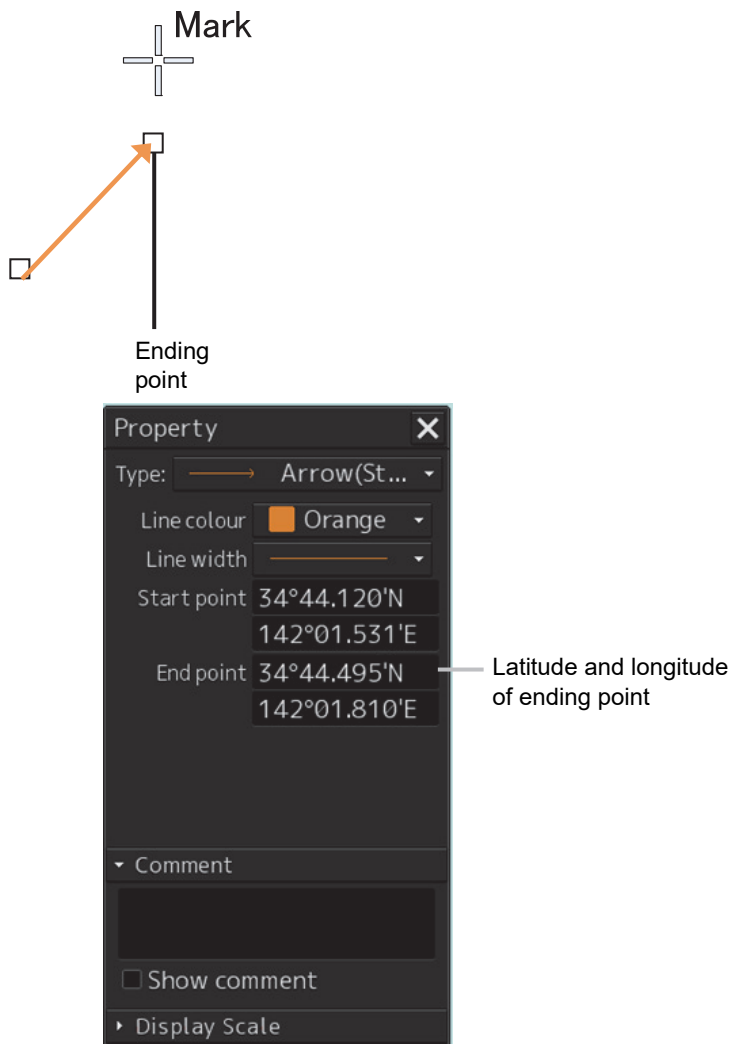 Mark
Ending
point
Property
Type: Arrow(St...
Line colour Orange
Line width
Start point 34°44.120'N
142°01.531'E
End point 34°44.495'N
142°01.810'E
Latitude and longitude
of ending point
Comment
Show comment
Display Scale